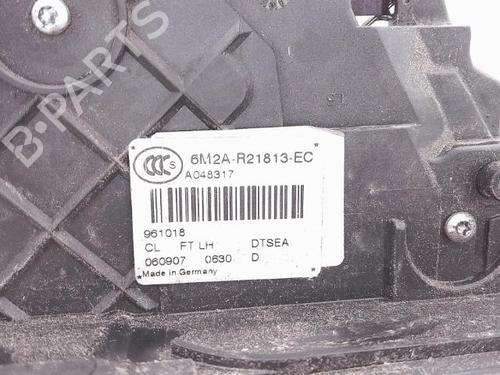 B-PARTS
CCC S 6M2A-R21813-EC
A048317
961018
CL FT LH DTSEA
060907 0630 D
Made in Germany